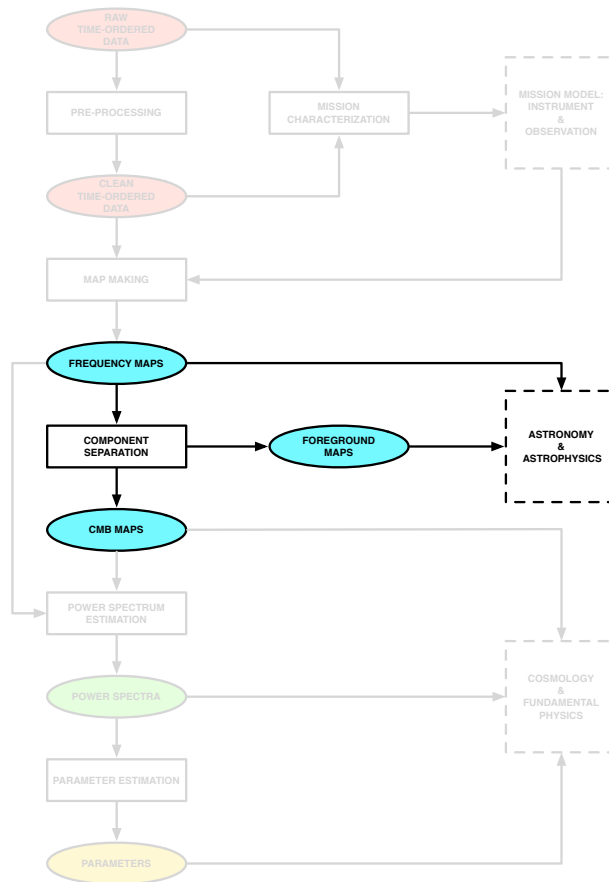 RAW
TIME-ORDERED
DATA
PRE-PROCESSING
MISSION
CHARACTERIZATION
MISSION MODEL:
INSTRUMENT
&
OBSERVATION
CLEAN
TIME-ORDERED
DATA
MAP MAKING
FREQUENCY MAPS
COMPONENT
SEPARATION
FOREGROUND
MAPS
ASTRONOMY
&
ASTROPHYSICS
CMB MAPS
POWER SPECTRUM
ESTIMATION
POWER SPECTRA
COSMOLOGY
&
FUNDAMENTAL
PHYSICS
PARAMETER ESTIMATION
PARAMETERS